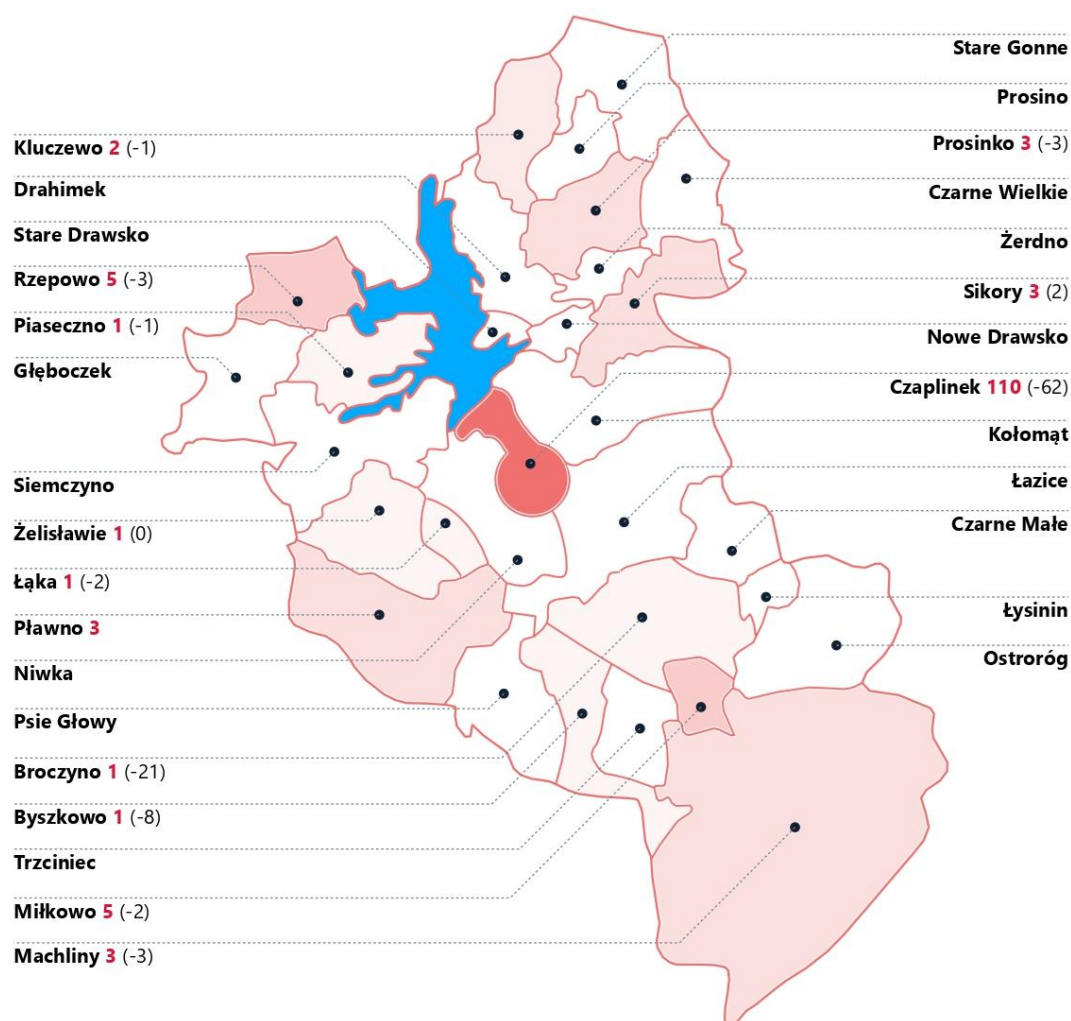 Stare Gonne
Prosino
Prosinko 3 (-3)
Czarne Wielkie
Żerdno
Sikory 3 (2)
Nowe Drawsko
Czaplinek 110 (-62)
Kołomąt
Łazice
Czarne Małe
Łysinin
Ostroróg
Kluczewo 2 (-1)
Drahimek
Stare Drawsko
Rzepowo 5 (-3)
Piaseczno 1 (-1)
Głęboczek
Siemczyno
Żelisławie 1 (0)
Łąka 1 (-2)
Pławno 3
Niwka
Psie Głowy
Broczyno 1 (-21)
Byszkowo 1 (-8)
Trzciniec
Miłkowo 5 (-2)
Machliny 3 (-3)